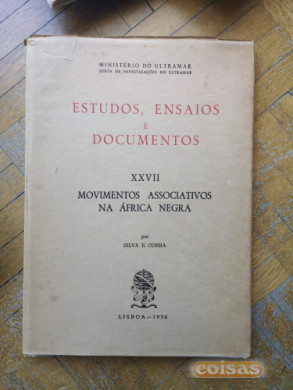 MINISTÉRIO DO ULTRAMAR
JUNTA DE INVESTIGAÇÕES DO ULTRAMAR
ESTUDOS, ENSAIOS
E
DOCUMENTOS
XXVII
MOVIMENTOS ASSOCIATIVOS
NA ÁFRICA NEGRA
por
SILVA E CUNHA
LISBOA—1956
coisas